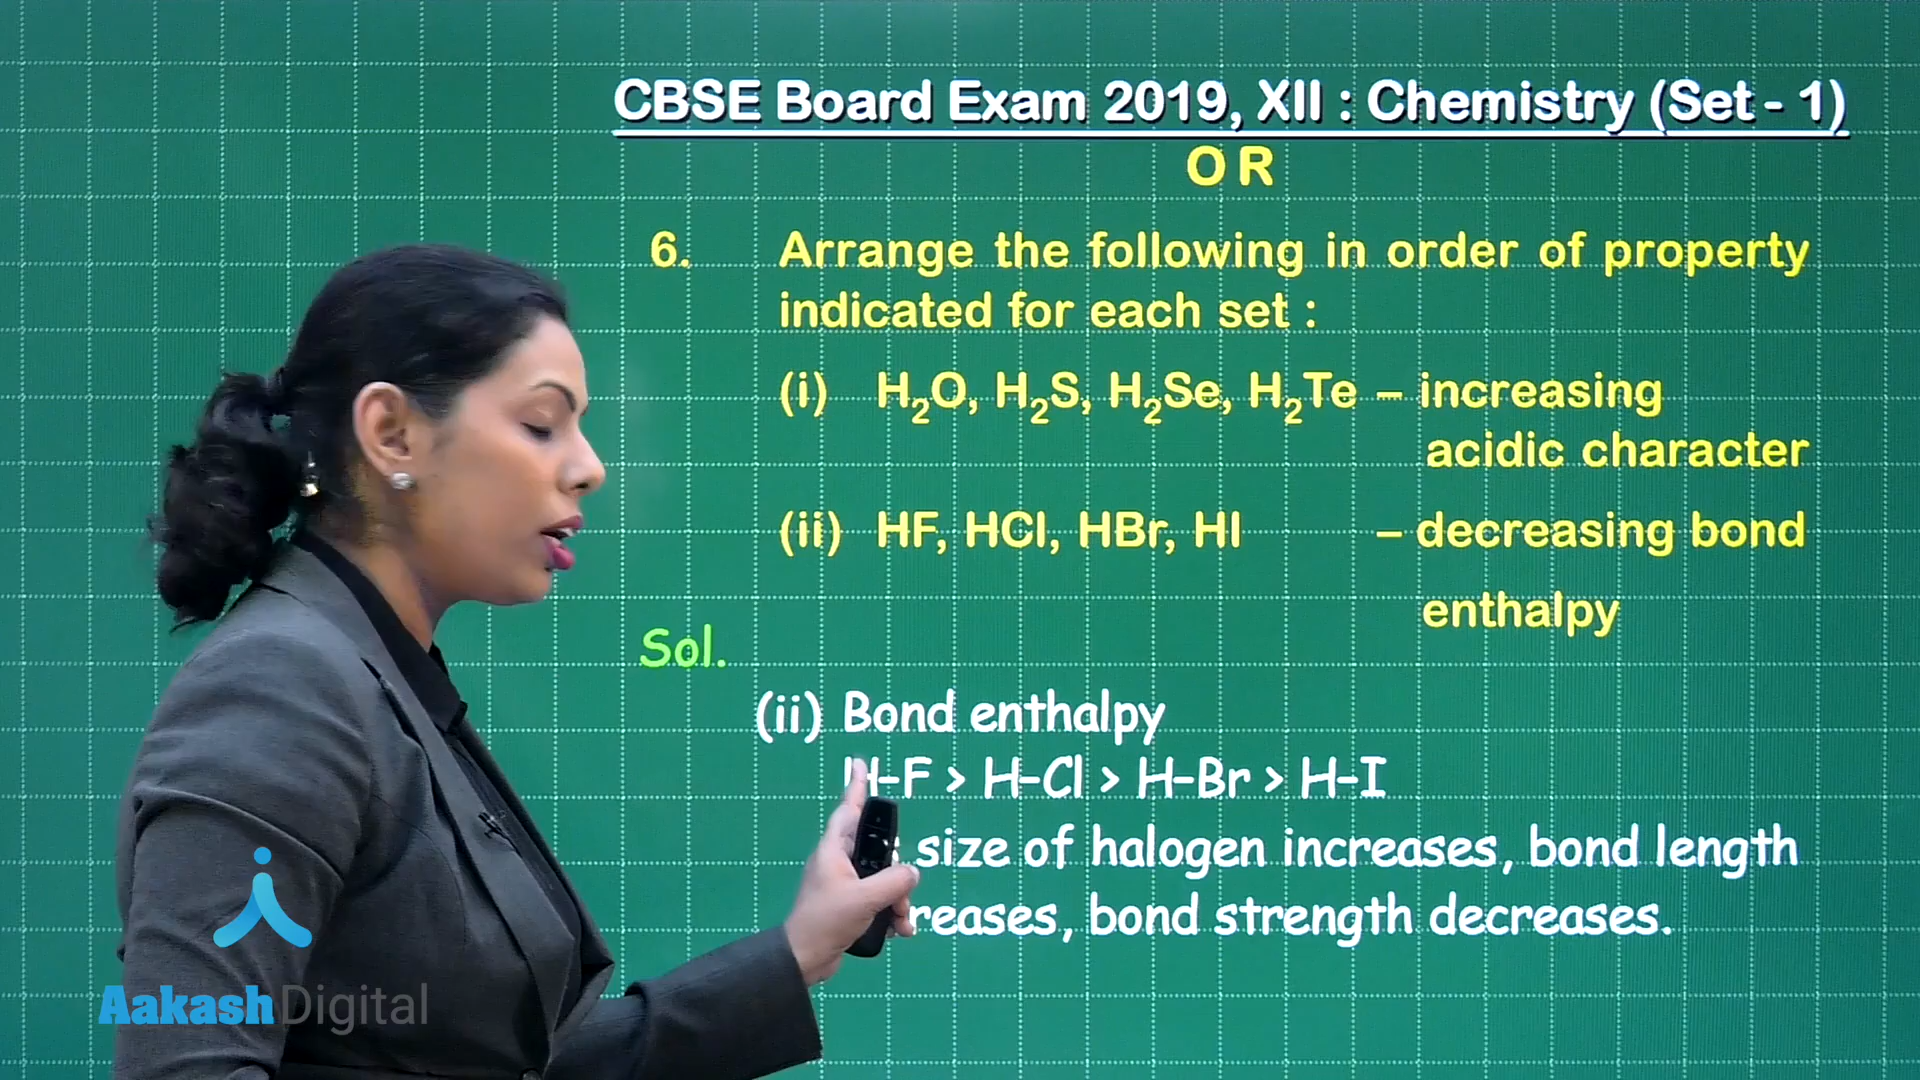 CBSE Board Exam 2019, XII : Chemistry (Set - 1)
OR
6. Arrange the following in order of property
indicated for each set :
(i) H₂O, H₂S, H₂Se, H₂Te – increasing
acidic character
(ii) HF, HCl, HBr, HI – decreasing bond
enthalpy
Sol.
(ii) Bond enthalpy
H–F > H–Cl > H–Br > H–I
size of halogen increases, bond length
reases, bond strength decreases.
Aakash Digital